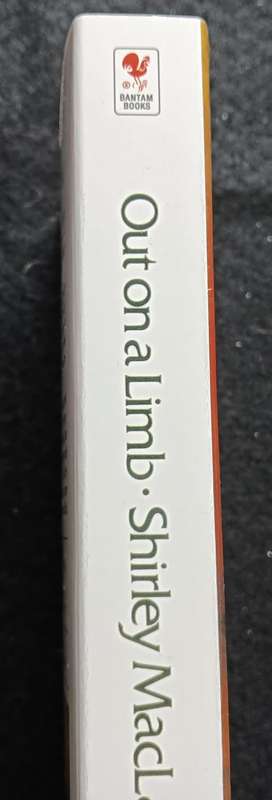 BANTAM
BOOKS
Out on a Limb · Shirley MacL